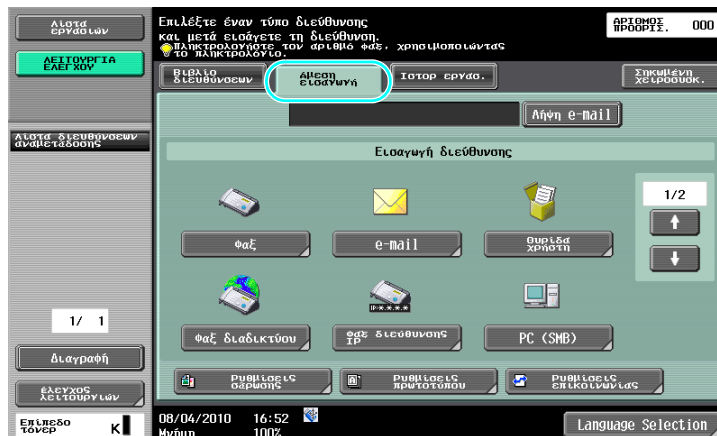 Λίστα
εργασιών
ΛΕΙΤΟΥΡΓΙΑ
ΕΛΕΓΧΟΥ
Επιλέξτε έναν τύπο διεύθυνσης
και μετά εισάγετε τη διεύθυνση.
Πληκτρολογήστε τον αριθμό φαξ, χρησιμοποιώντας
το πληκτρολόγιο.
ΑΡΙΘΜΟΣ
ΠΡΟΟΡΙΣ. 000
Βιβλίο
διευθύνσεων
Άμεση
εισαγωγή
Ιστορ εργασ.
Σηκωμένη
χειροσυσκ.
Λήψη e-mail
Λίστα διευθύνσεων
αναμετάδοσης
Εισαγωγή διεύθυνσης
1/2
Φαξ
e-mail
Θυρίδα
χρήστη
Φαξ διαδικτύου
IP*.*.*.*
Φαξ διεύθυνσης
IP
PC (SMB)
1/ 1
Διαγραφή
Έλεγχος
λειτουργιών
Ρυθμίσεις
σάρωσης
Ρυθμίσεις
πρωτοτύπου
Ρυθμίσεις
επικοινωνίας
Επίπεδο
τόνερ K
08/04/2010 16:52
Μνήμη 100%
Language Selection